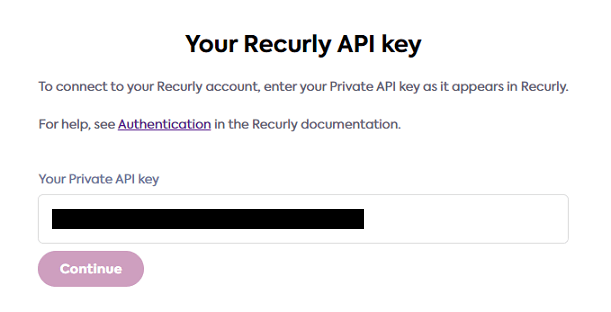 Your Recurly API key
To connect to your Recurly account, enter your Private API key as it appears in Recurly.
For help, see Authentication in the Recurly documentation.
Your Private API key
Continue